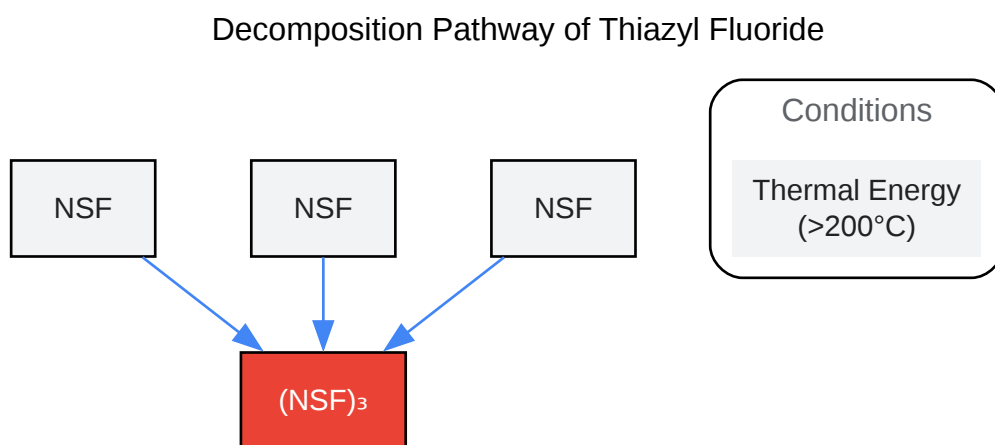 Decomposition Pathway of Thiazyl Fluoride
Conditions
Thermal Energy
(>200°C)
NSF
NSF
NSF
(NSF)₃